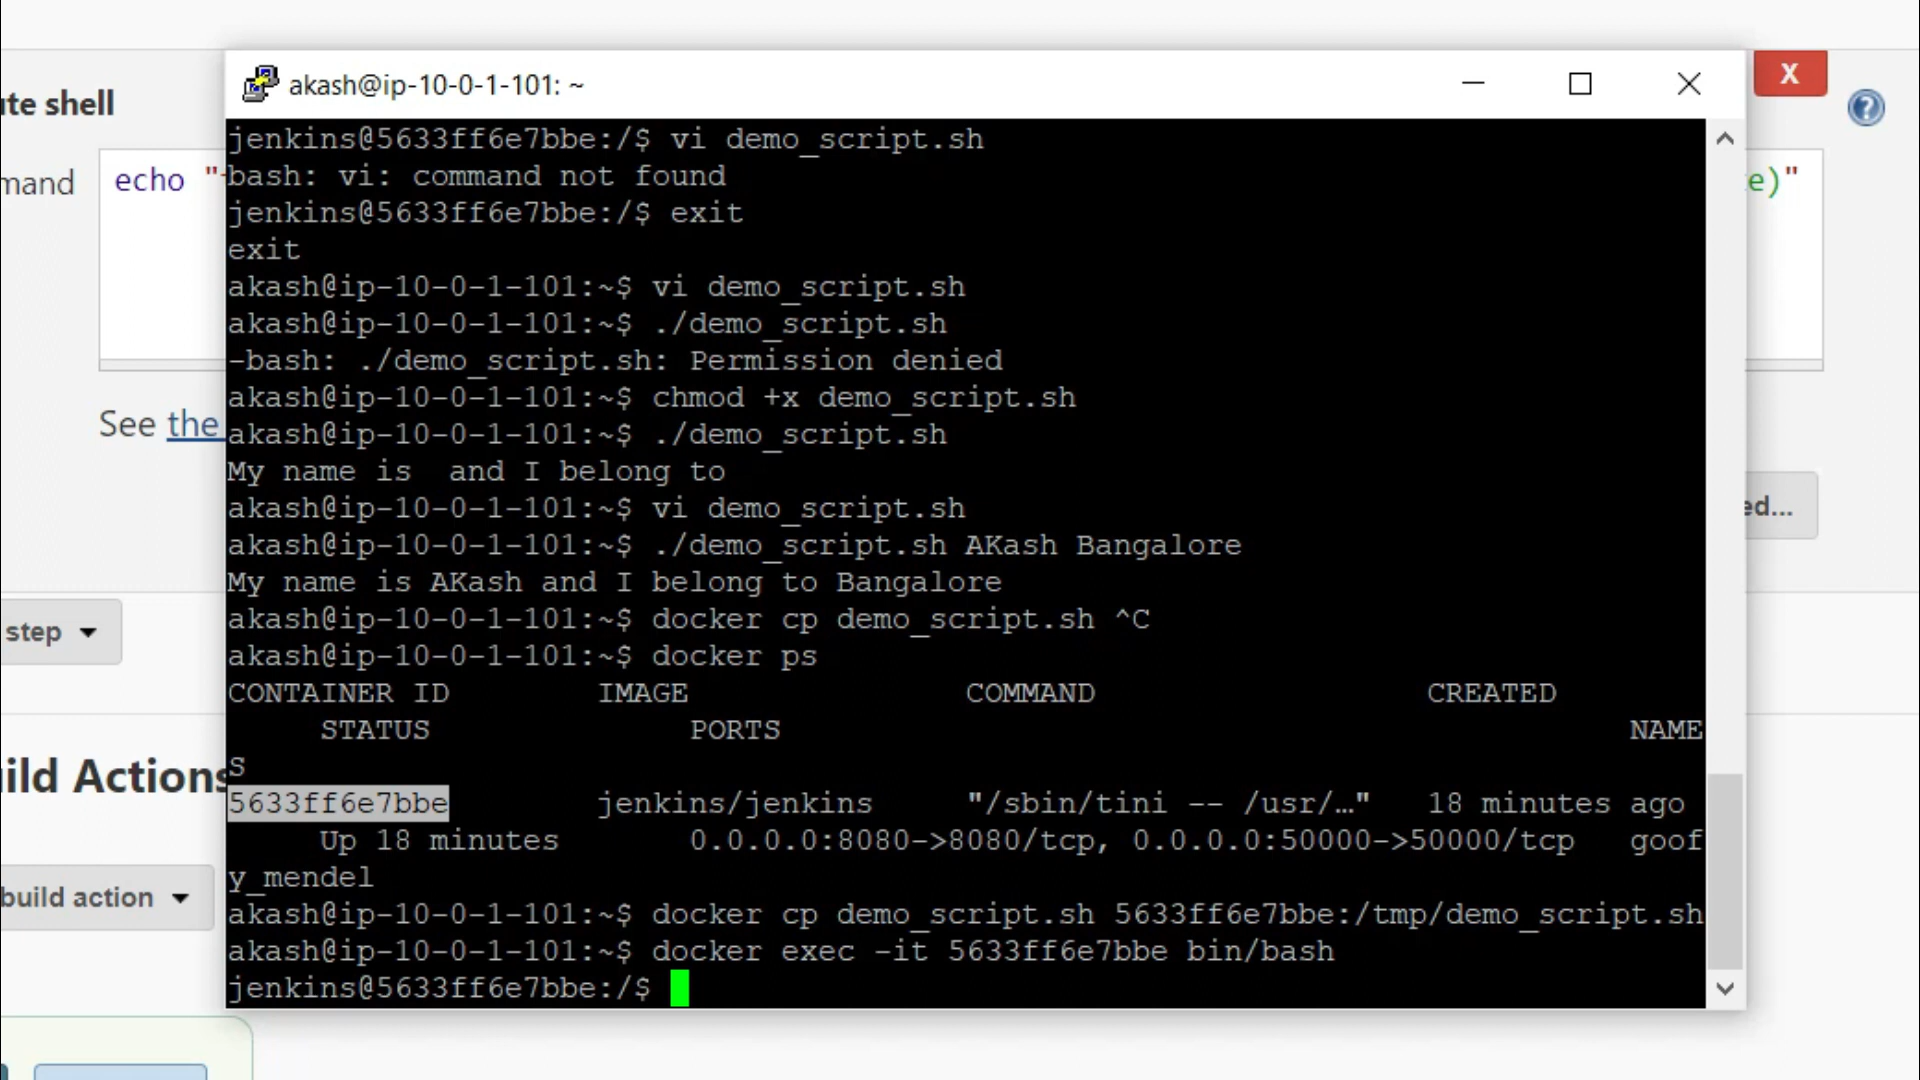 akash@ip-10-0-1-101: ~
X
?
te shell
mand
echo "
e)"
See the
ed...
step
ild Actions
build action
jenkins@5633ff6e7bbe:/$ vi demo_script.sh
bash: vi: command not found
jenkins@5633ff6e7bbe:/$ exit
exit
akash@ip-10-0-1-101:~$ vi demo_script.sh
akash@ip-10-0-1-101:~$ ./demo_script.sh
-bash: ./demo_script.sh: Permission denied
akash@ip-10-0-1-101:~$ chmod +x demo_script.sh
akash@ip-10-0-1-101:~$ ./demo_script.sh
My name is  and I belong to
akash@ip-10-0-1-101:~$ vi demo_script.sh
akash@ip-10-0-1-101:~$ ./demo_script.sh AKash Bangalore
My name is AKash and I belong to Bangalore
akash@ip-10-0-1-101:~$ docker cp demo_script.sh ^C
akash@ip-10-0-1-101:~$ docker ps
CONTAINER ID        IMAGE               COMMAND                  CREATED
     STATUS              PORTS                                              NAME
S
5633ff6e7bbe        jenkins/jenkins     "/sbin/tini -- /usr/…"   18 minutes ago
     Up 18 minutes       0.0.0.0:8080->8080/tcp, 0.0.0.0:50000->50000/tcp   goof
y_mendel
akash@ip-10-0-1-101:~$ docker cp demo_script.sh 5633ff6e7bbe:/tmp/demo_script.sh
akash@ip-10-0-1-101:~$ docker exec -it 5633ff6e7bbe bin/bash
jenkins@5633ff6e7bbe:/$